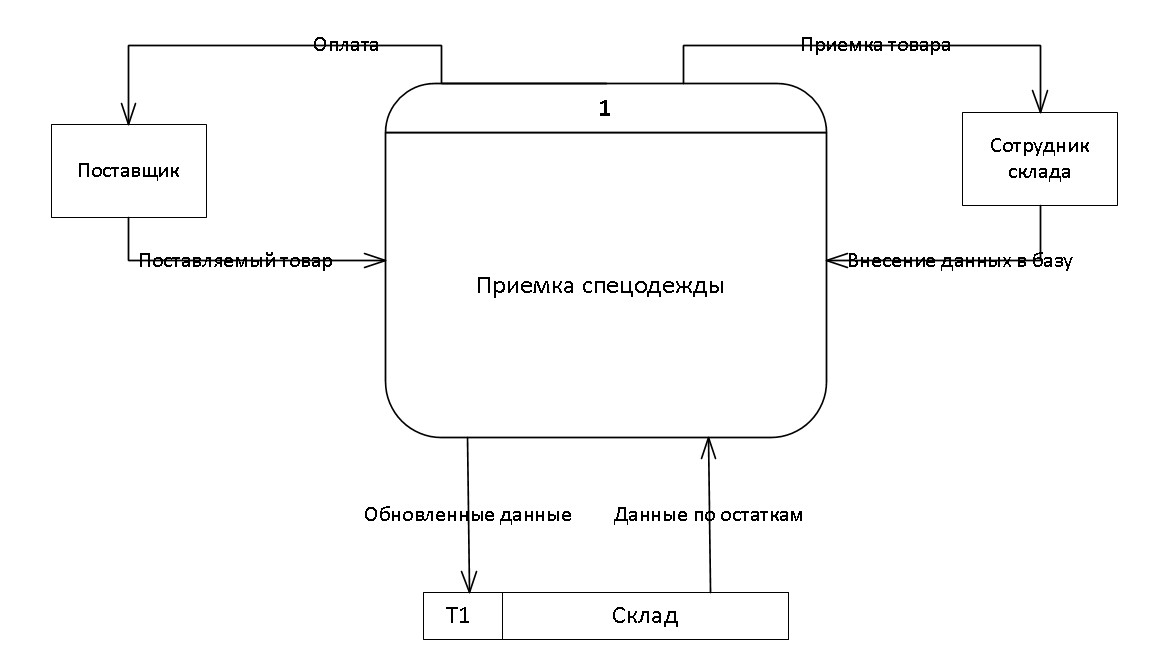 Оплата
Приемка товара
1
Поставщик
Сотрудник
склада
Поставляемый товар
Внесение данных в базу
Приемка спецодежды
Обновленные данные
Данные по остаткам
Т1
Склад